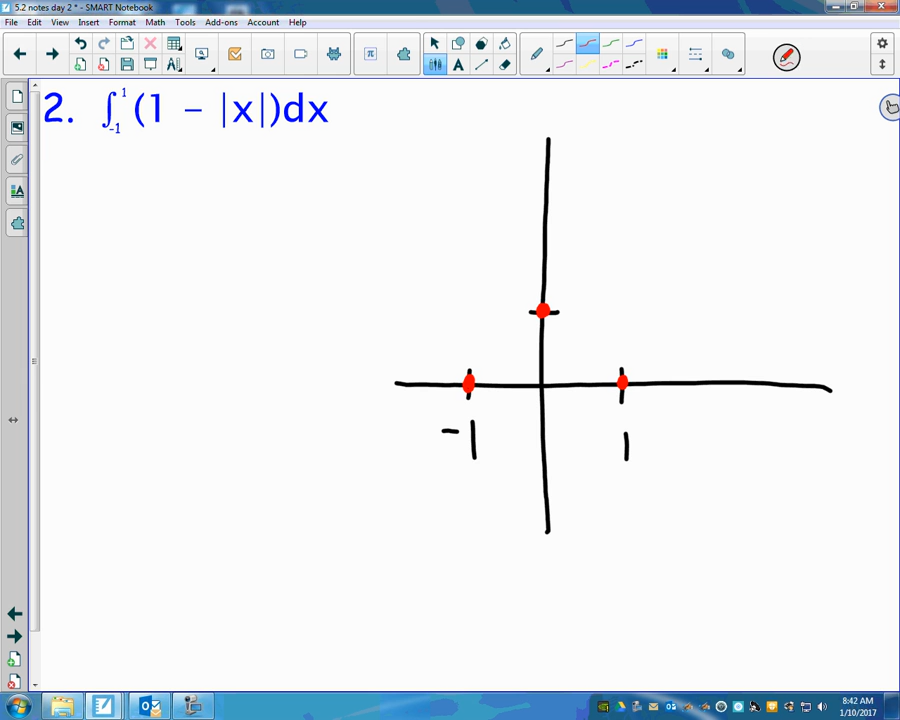 5.2 notes day 2 * - SMART Notebook
File Edit View Insert Format Math Tools Add-ons Account Help
2. ∫₋₁¹ (1 − |x|)dx
-1 1
8:42 AM
1/10/2017